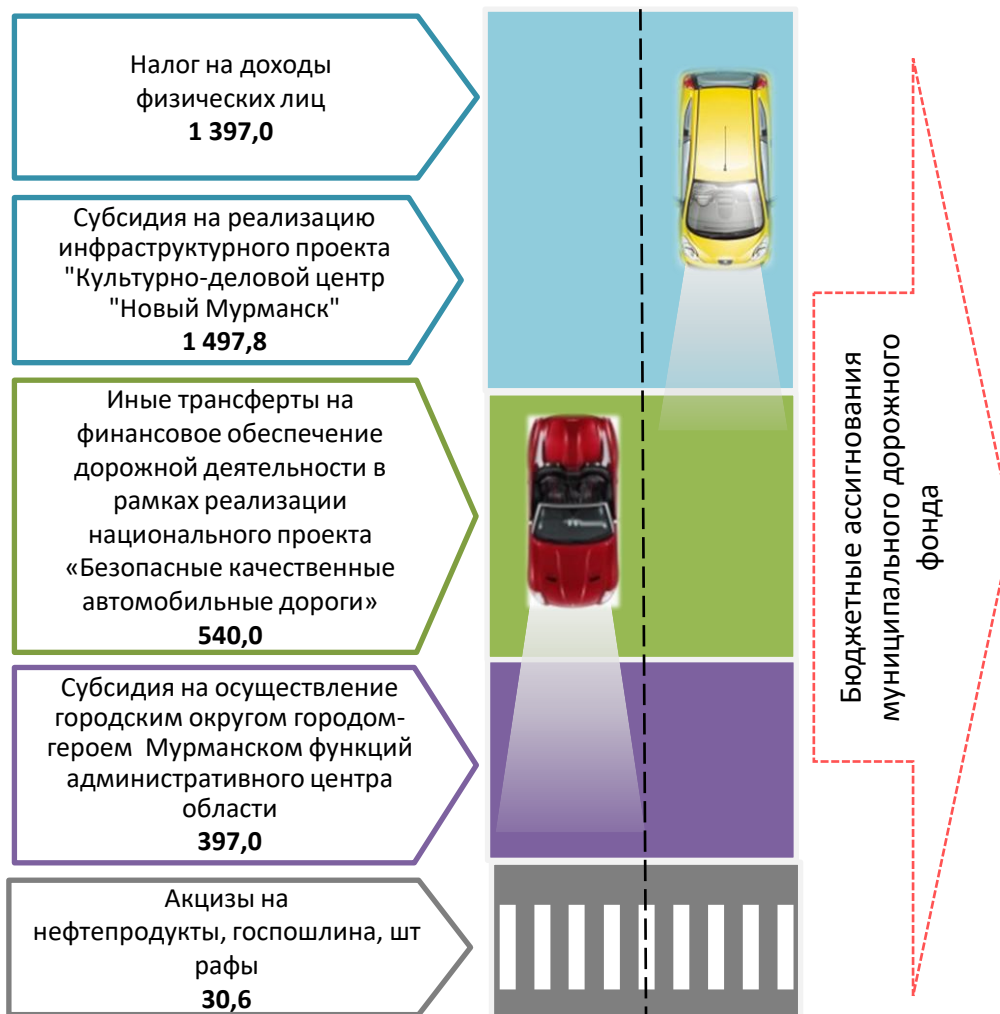 Налог на доходы
физических лиц
1 397,0
Субсидия на реализацию
инфраструктурного проекта
"Культурно-деловой центр
"Новый Мурманск"
1 497,8
Иные трансферты на
финансовое обеспечение
дорожной деятельности в
рамках реализации
национального проекта
«Безопасные качественные
автомобильные дороги»
540,0
Субсидия на осуществление
городским округом городом-
героем Мурманском функций
административного центра
области
397,0
Акцизы на
нефтепродукты, госпошлина, шт
рафы
30,6
Бюджетные ассигнования
муниципального дорожного
фонда